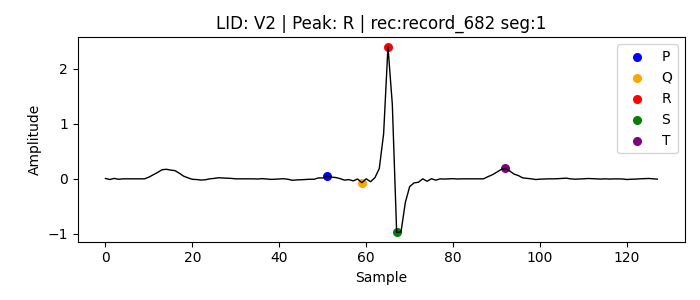 LID: V2 | Peak: R | rec:record_682 seg:1
Amplitude
2
1
0
−1
P
Q
R
S
T
0 20 40 60 80 100 120
Sample